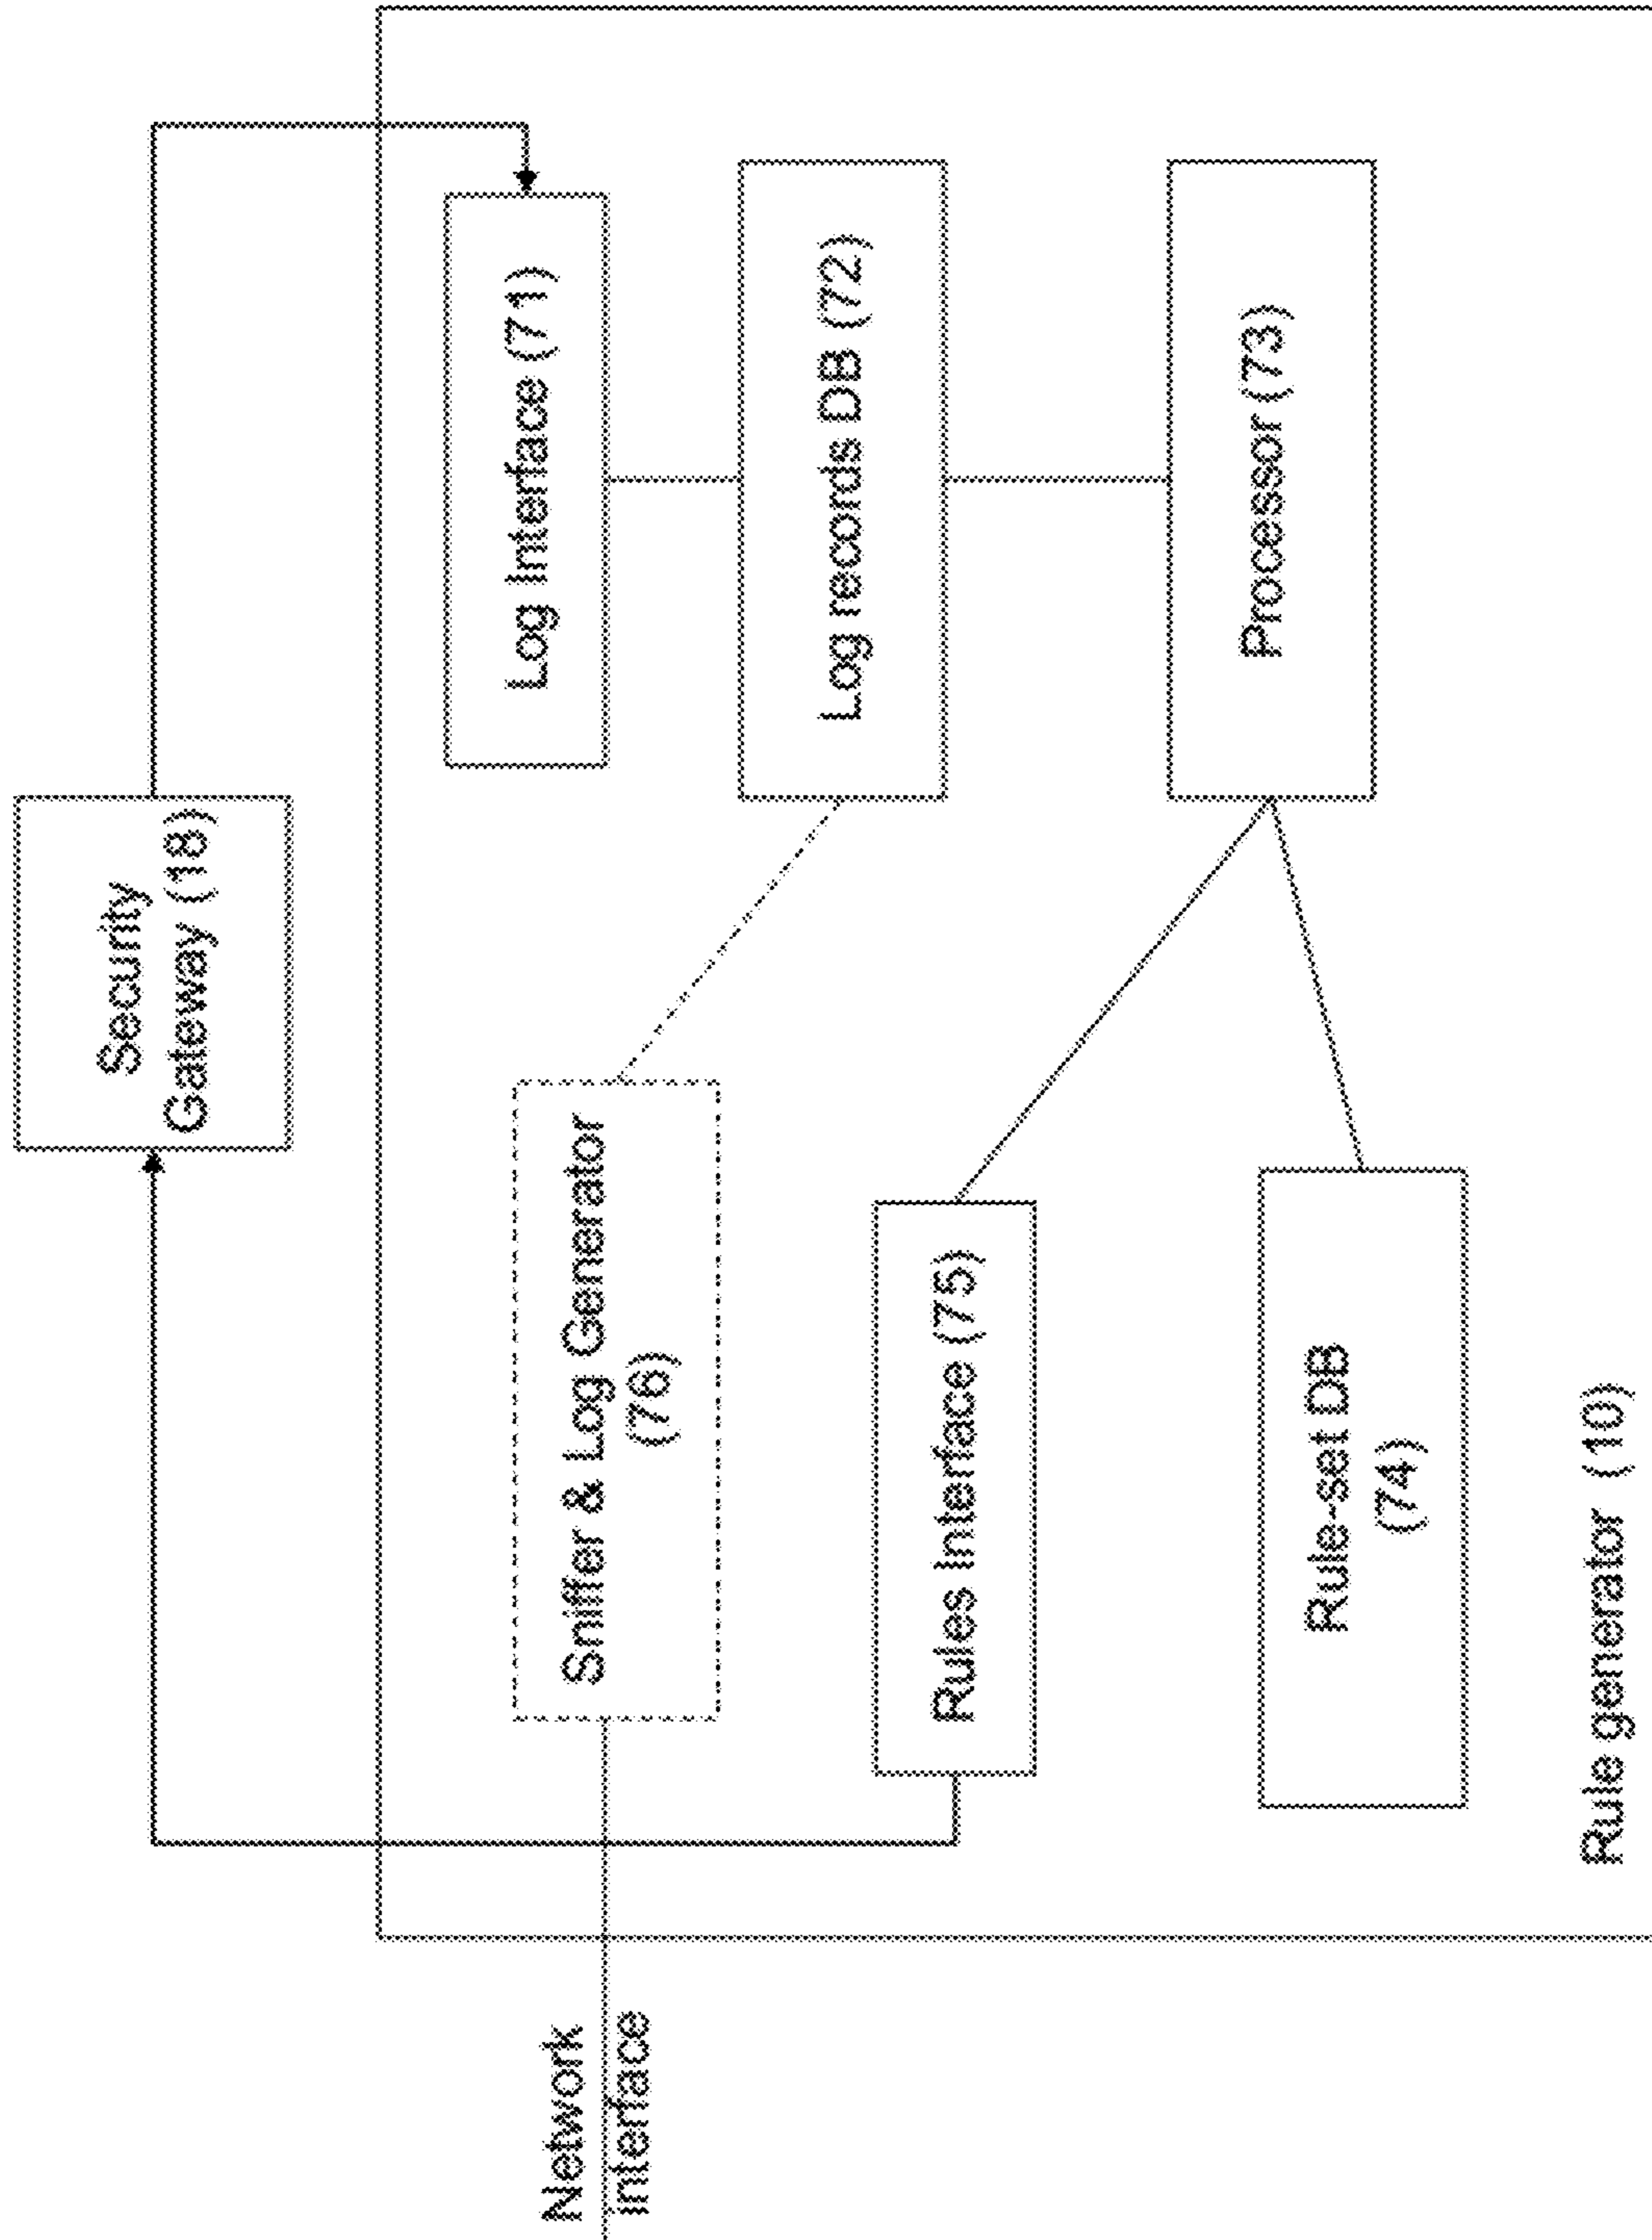 Security
Gateway (18)
Log Interface (71)
Sniffer & Log Generator
(76)
Network
interface
Log records DB (72)
Rules Interface (75)
Processor (73)
Rule-set DB
(74)
Rule generator (10)